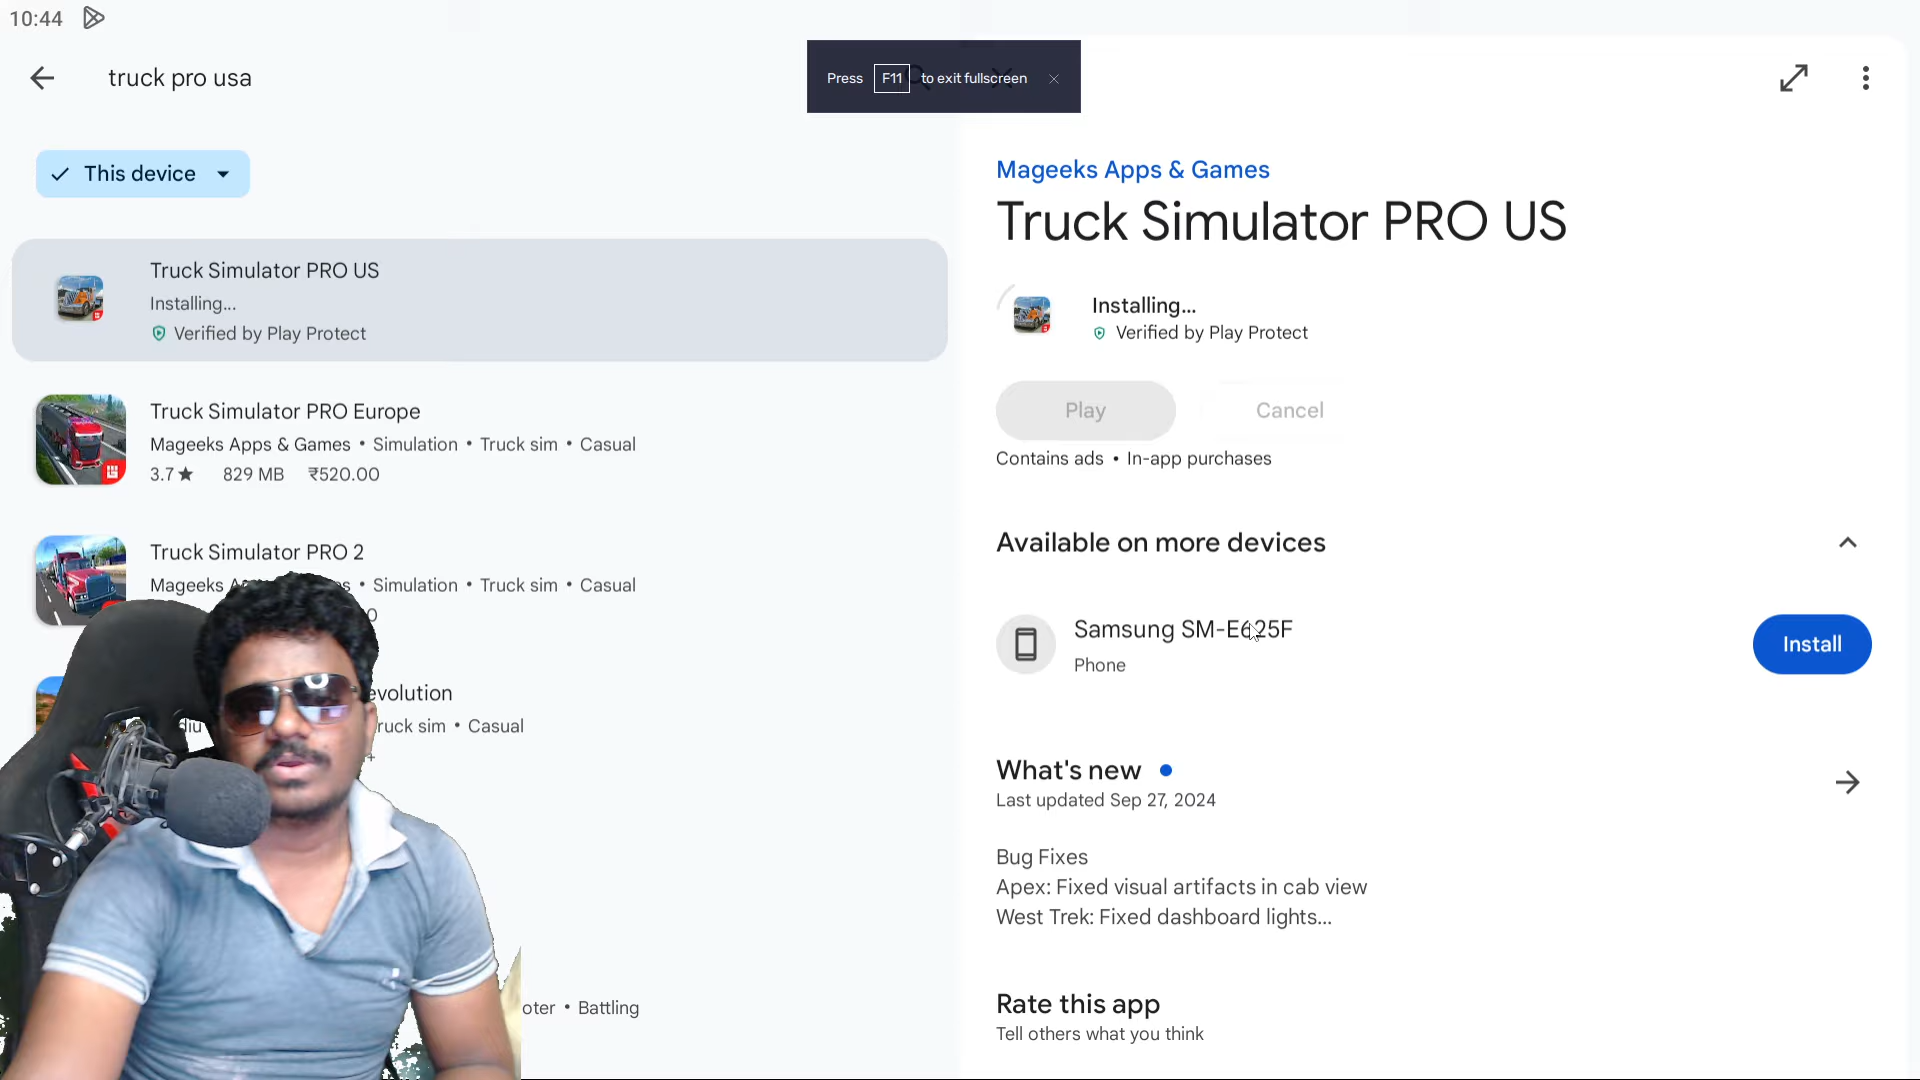 10:44
truck pro usa
Press F11 to exit fullscreen
This device
Truck Simulator PRO US
Installing...
Verified by Play Protect
Truck Simulator PRO Europe
Mageeks Apps & Games • Simulation • Truck sim • Casual
3.7★ 829 MB ₹520.00
Truck Simulator PRO 2
Mageeks • Simulation • Truck sim • Casual
evolution
ruck sim • Casual
oter • Battling
Mageeks Apps & Games
Truck Simulator PRO US
Installing...
Verified by Play Protect
Play Cancel
Contains ads • In-app purchases
Available on more devices
Samsung SM-E625F
Phone
Install
What's new
Last updated Sep 27, 2024
Bug Fixes
Apex: Fixed visual artifacts in cab view
West Trek: Fixed dashboard lights...
Rate this app
Tell others what you think